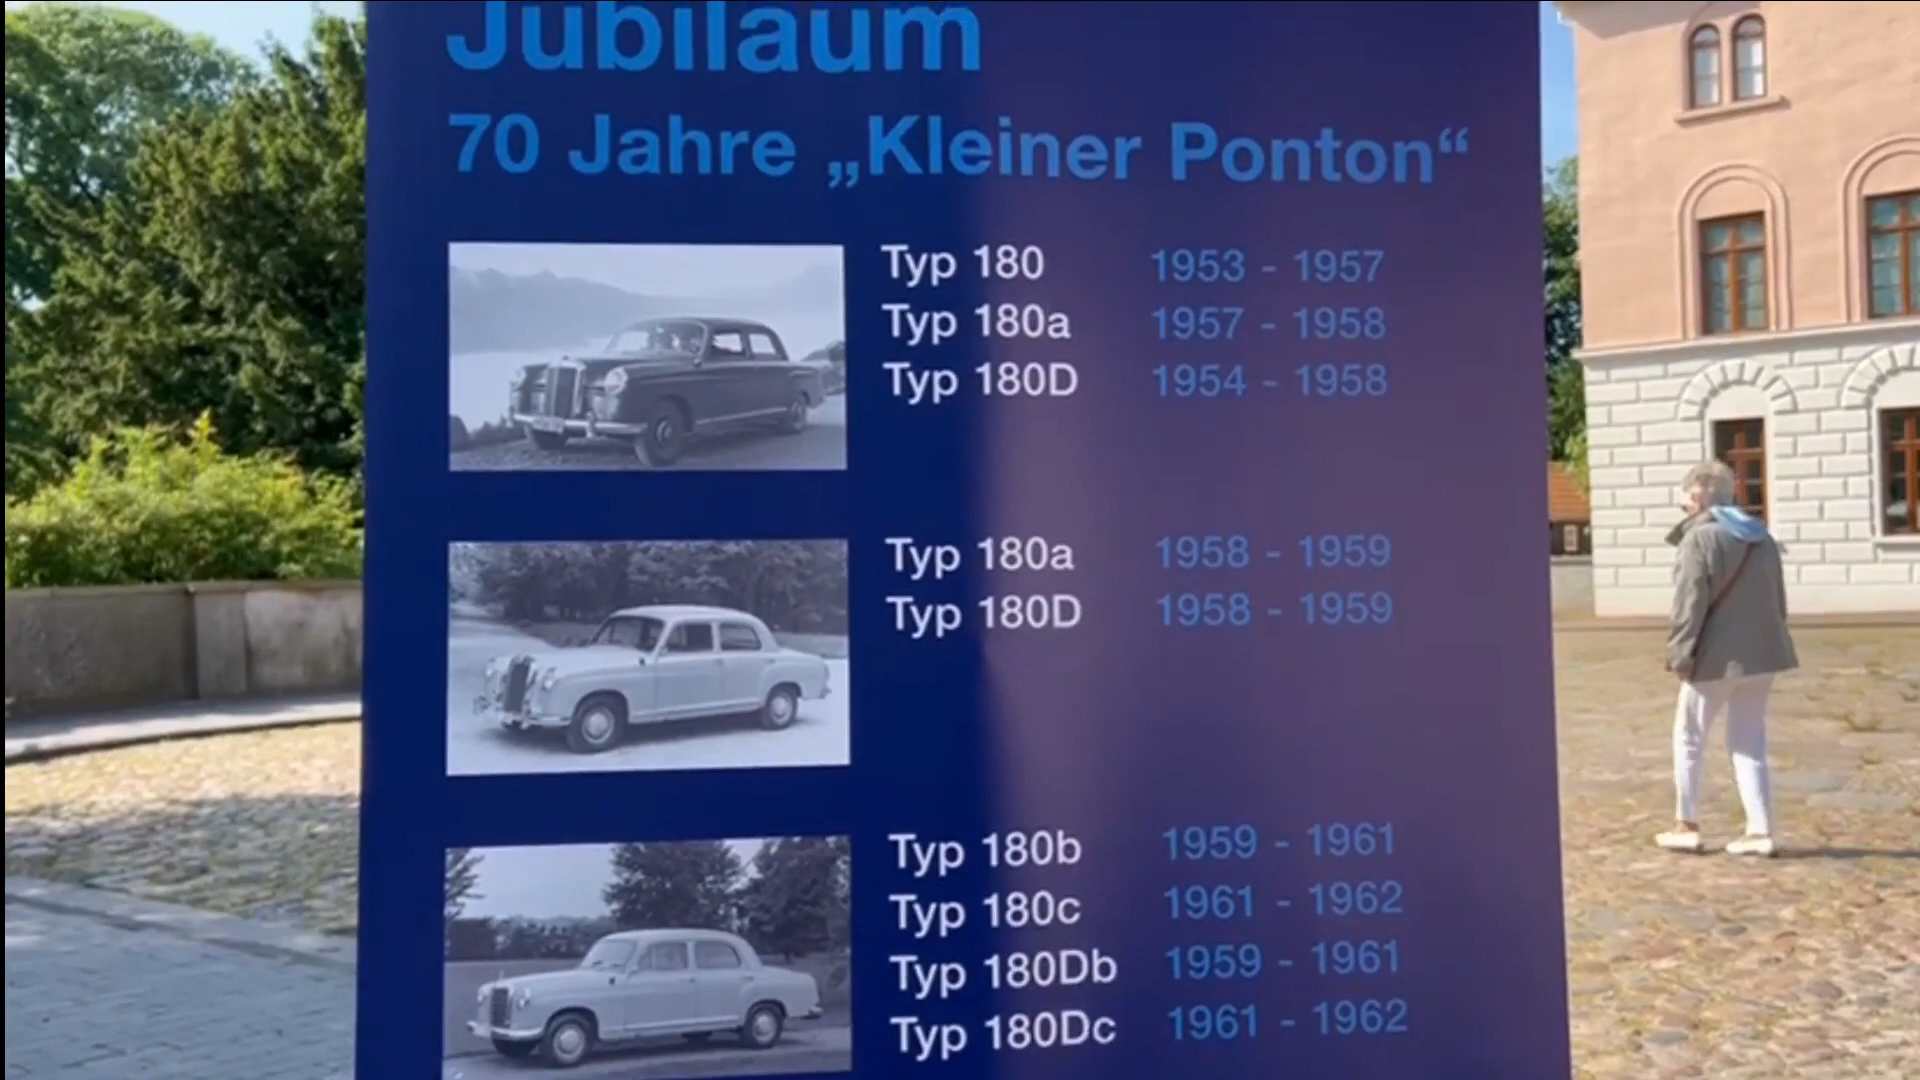 Jubiläum
70 Jahre „Kleiner Ponton“
Typ 180 1953 - 1957
Typ 180a 1957 - 1958
Typ 180D 1954 - 1958
Typ 180a 1958 - 1959
Typ 180D 1958 - 1959
Typ 180b 1959 - 1961
Typ 180c 1961 - 1962
Typ 180Db 1959 - 1961
Typ 180Dc 1961 - 1962